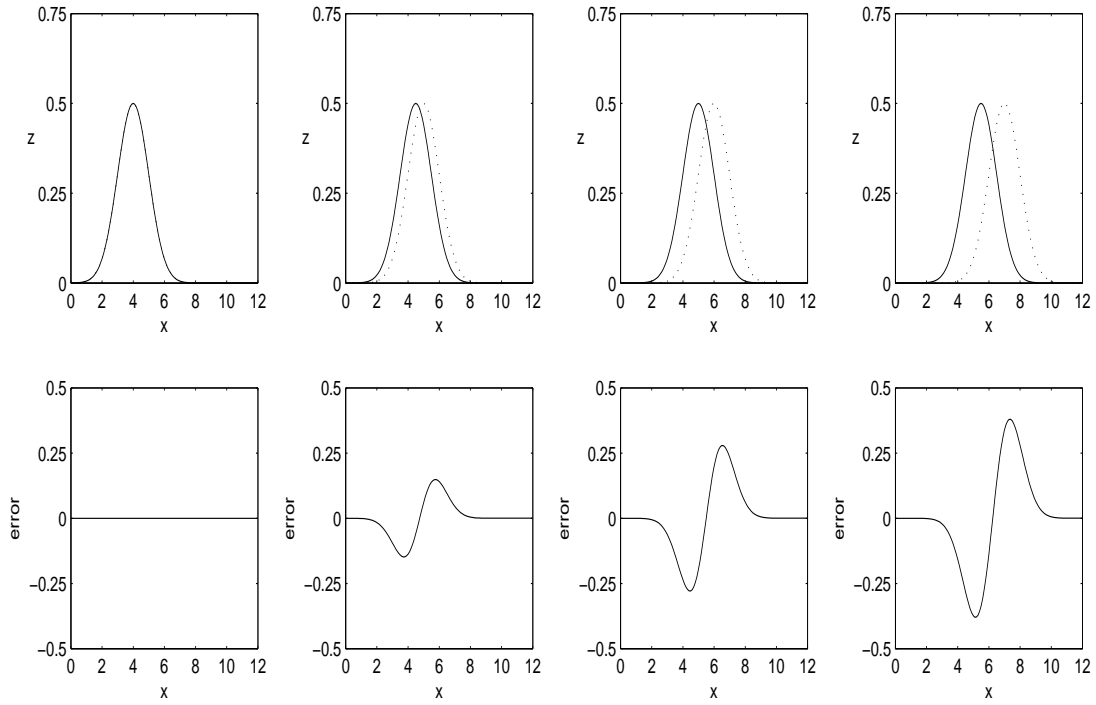 0.75 0.75 0.75 0.75
0.5 0.5 0.5 0.5
z z z z
0.25 0.25 0.25 0.25
0 0 0 0
0 2 4 6 8 10 12 0 2 4 6 8 10 12 0 2 4 6 8 10 12 0 2 4 6 8 10 12
x x x x
0.5 0.5 0.5 0.5
0.25 0.25 0.25 0.25
error 0 error 0 error 0 error 0
−0.25 −0.25 −0.25 −0.25
−0.5 −0.5 −0.5 −0.5
0 2 4 6 8 10 12 0 2 4 6 8 10 12 0 2 4 6 8 10 12 0 2 4 6 8 10 12
x x x x